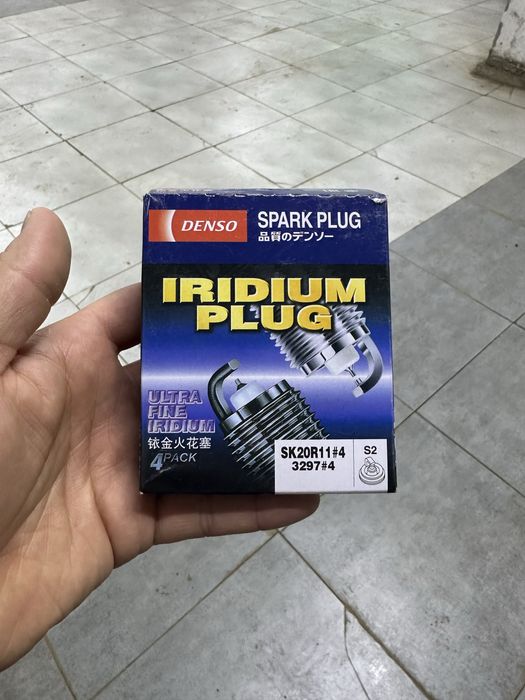 DENSO
SPARK PLUG
品質のデンソー
IRIDIUM
PLUG
ULTRA
FINE
IRIDIUM
铱金火花塞
4PACK
SK20R11#4
3297#4
S2